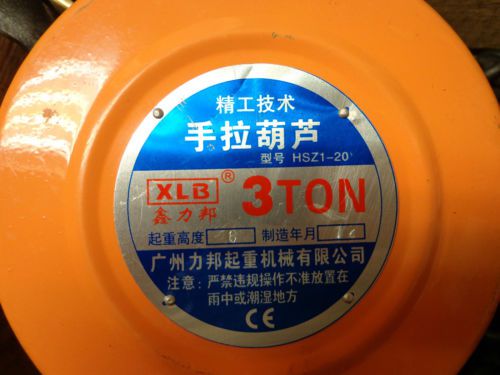 精工技术
手拉葫芦
型号 HSZ1-20
XLB® 3TON
鑫力邦
起重高度 6 制造年月
广州力邦起重机械有限公司
注意：严禁违规操作不准放置在
雨中或潮湿地方
CE